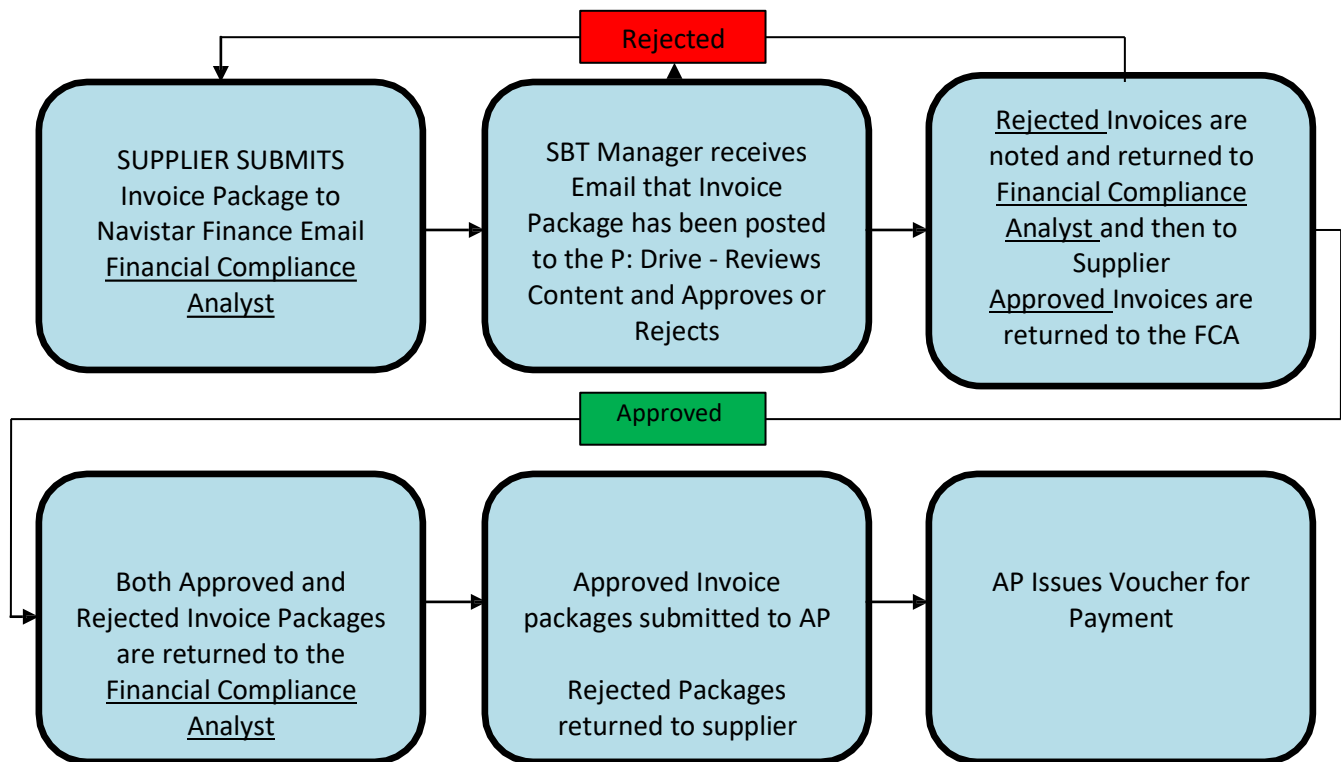 Rejected
SUPPLIER SUBMITS
Invoice Package to
Navistar Finance Email
Financial Compliance
Analyst
SBT Manager receives
Email that Invoice
Package has been posted
to the P: Drive - Reviews
Content and Approves or
Rejects
Rejected Invoices are
noted and returned to
Financial Compliance
Analyst and then to
Supplier
Approved Invoices are
returned to the FCA
Approved
Both Approved and
Rejected Invoice Packages
are returned to the
Financial Compliance
Analyst
Approved Invoice
packages submitted to AP
Rejected Packages
returned to supplier
AP Issues Voucher for
Payment